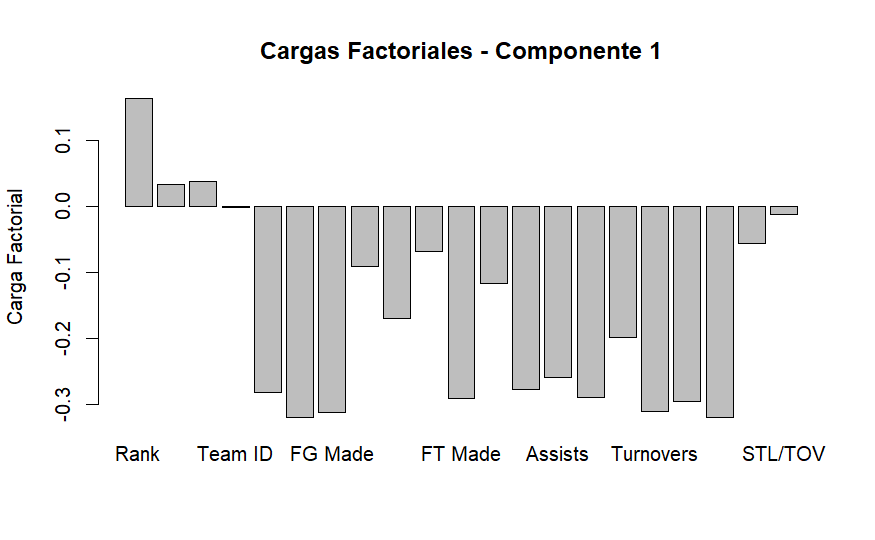 Cargas Factoriales - Componente 1
Carga Factorial
0.1
0.0
-0.1
-0.2
-0.3
Rank Team ID FG Made FT Made Assists Turnovers STL/TOV